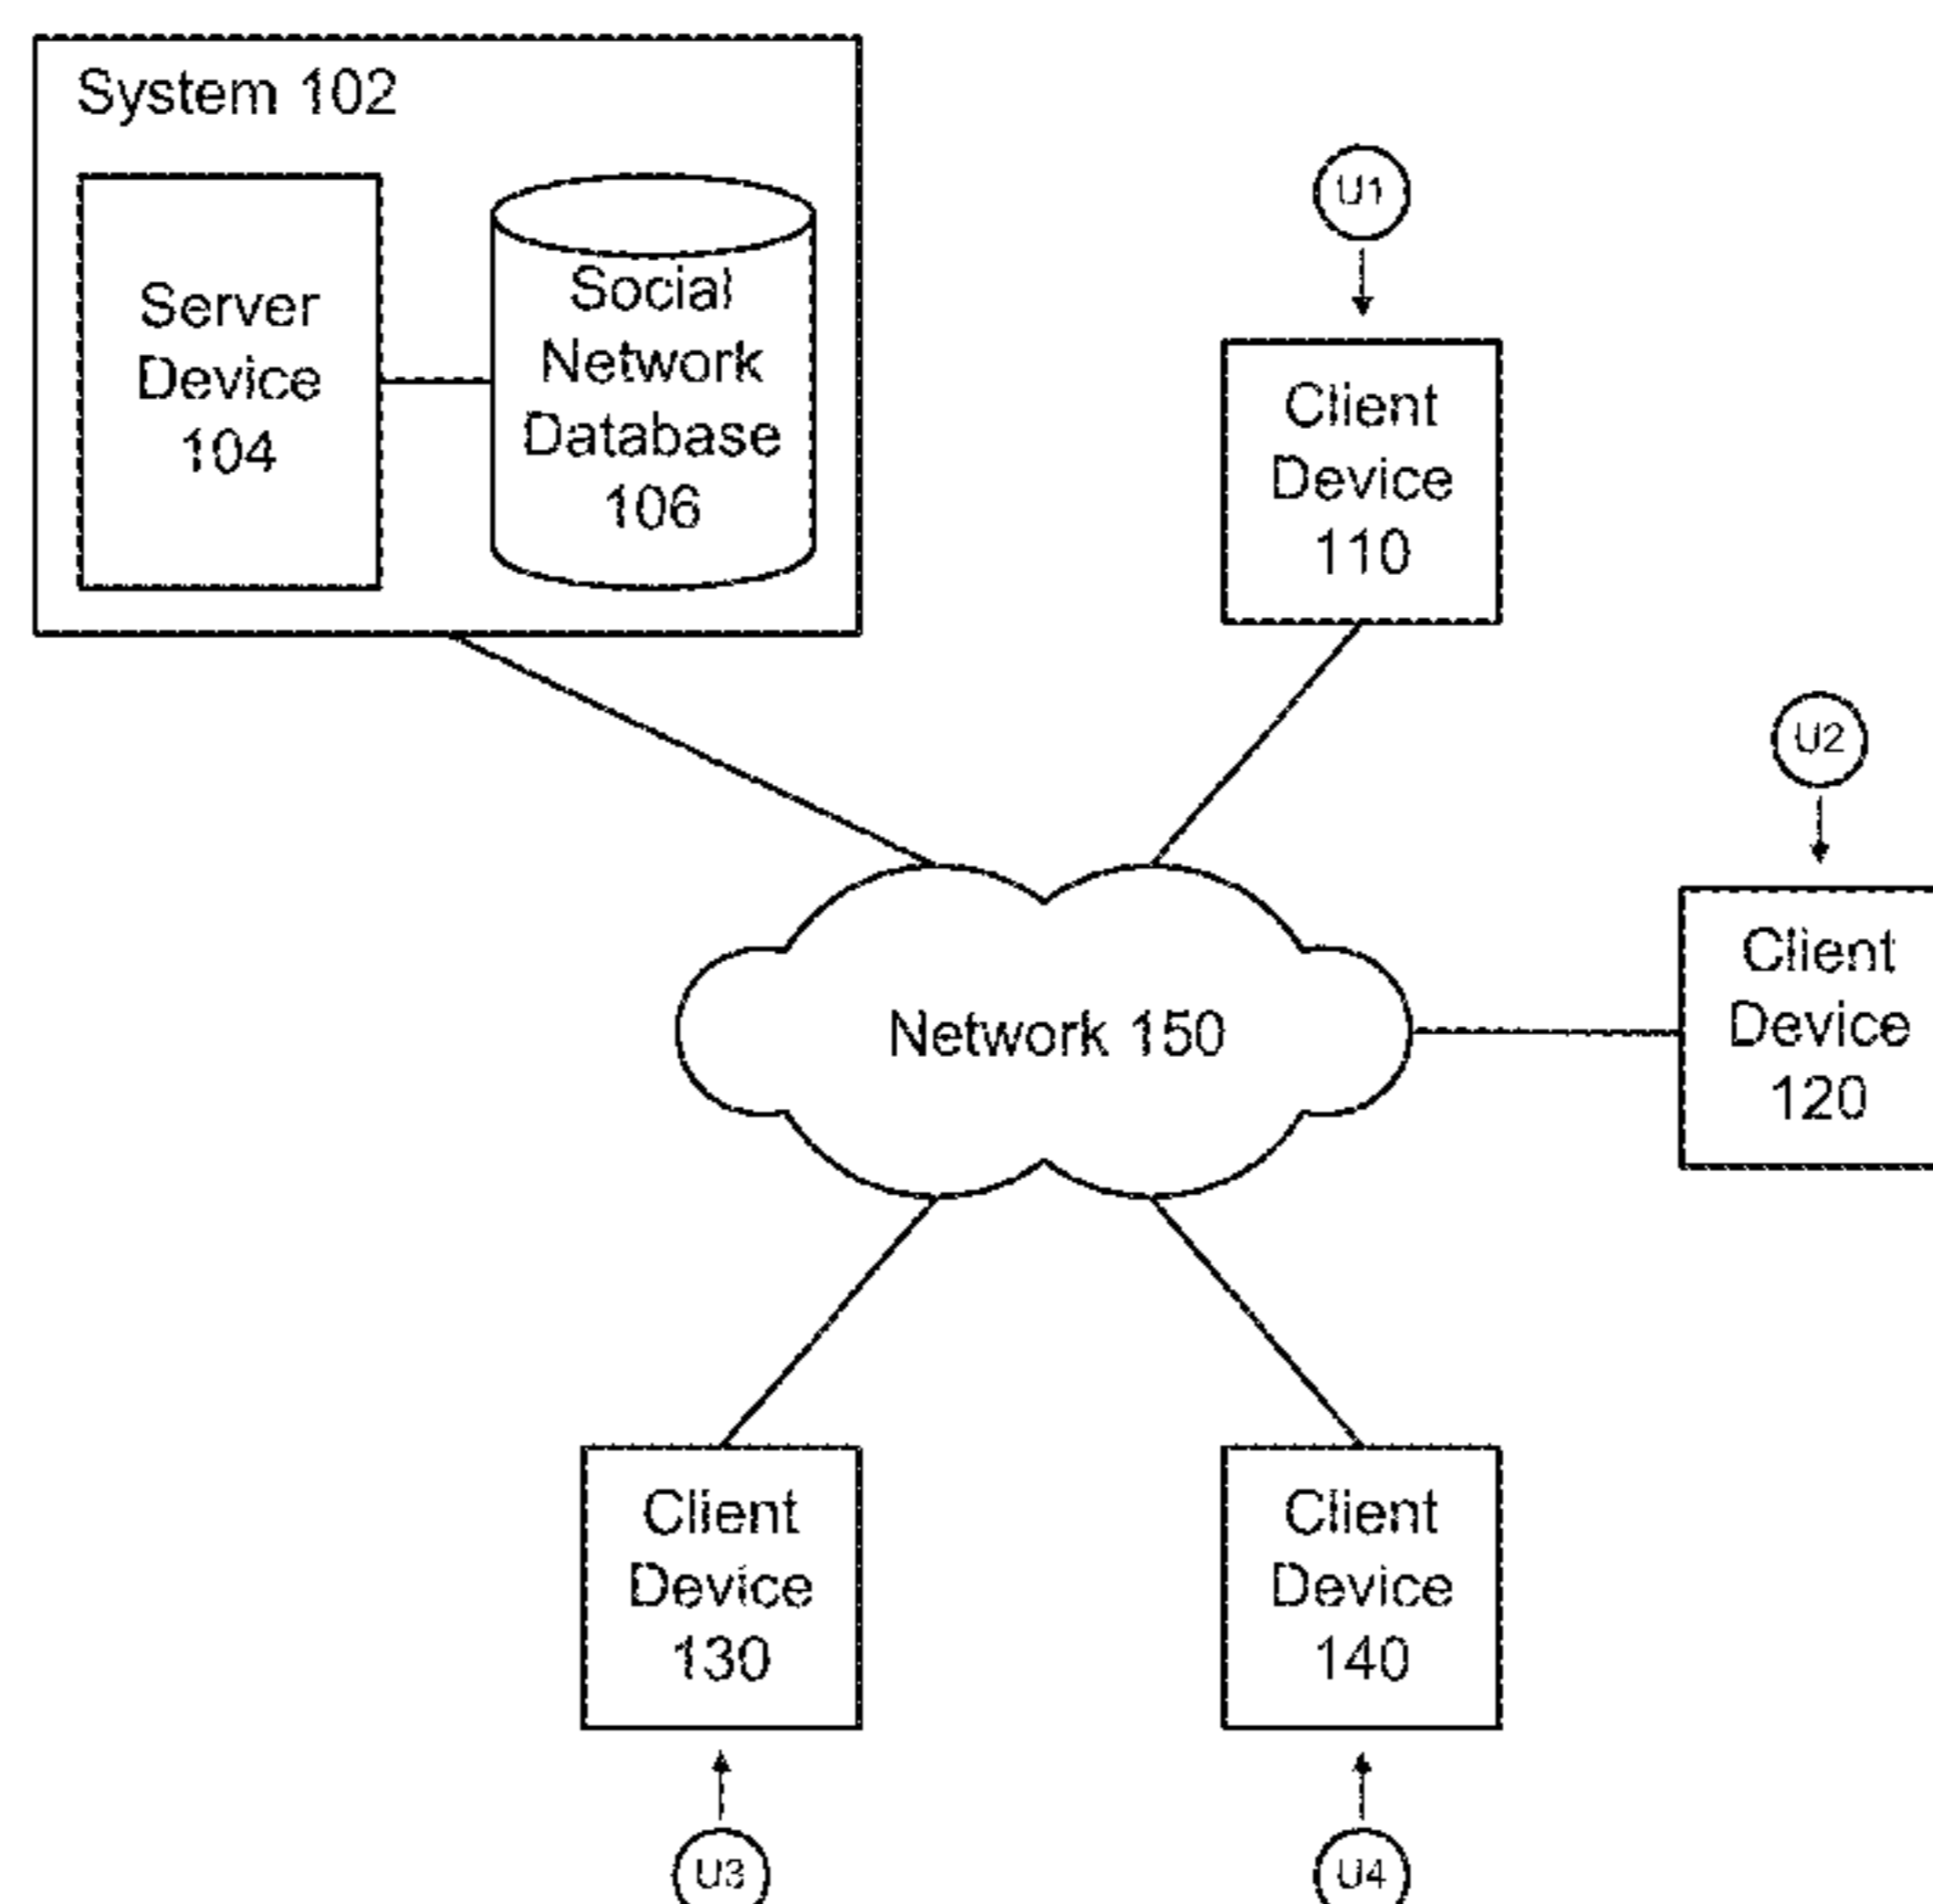 System 102
Server
Device
104
Social
Network
Database
106
U1
Client
Device
110
U2
Client
Device
120
Network 150
Client
Device
130
Client
Device
140
U3
U4